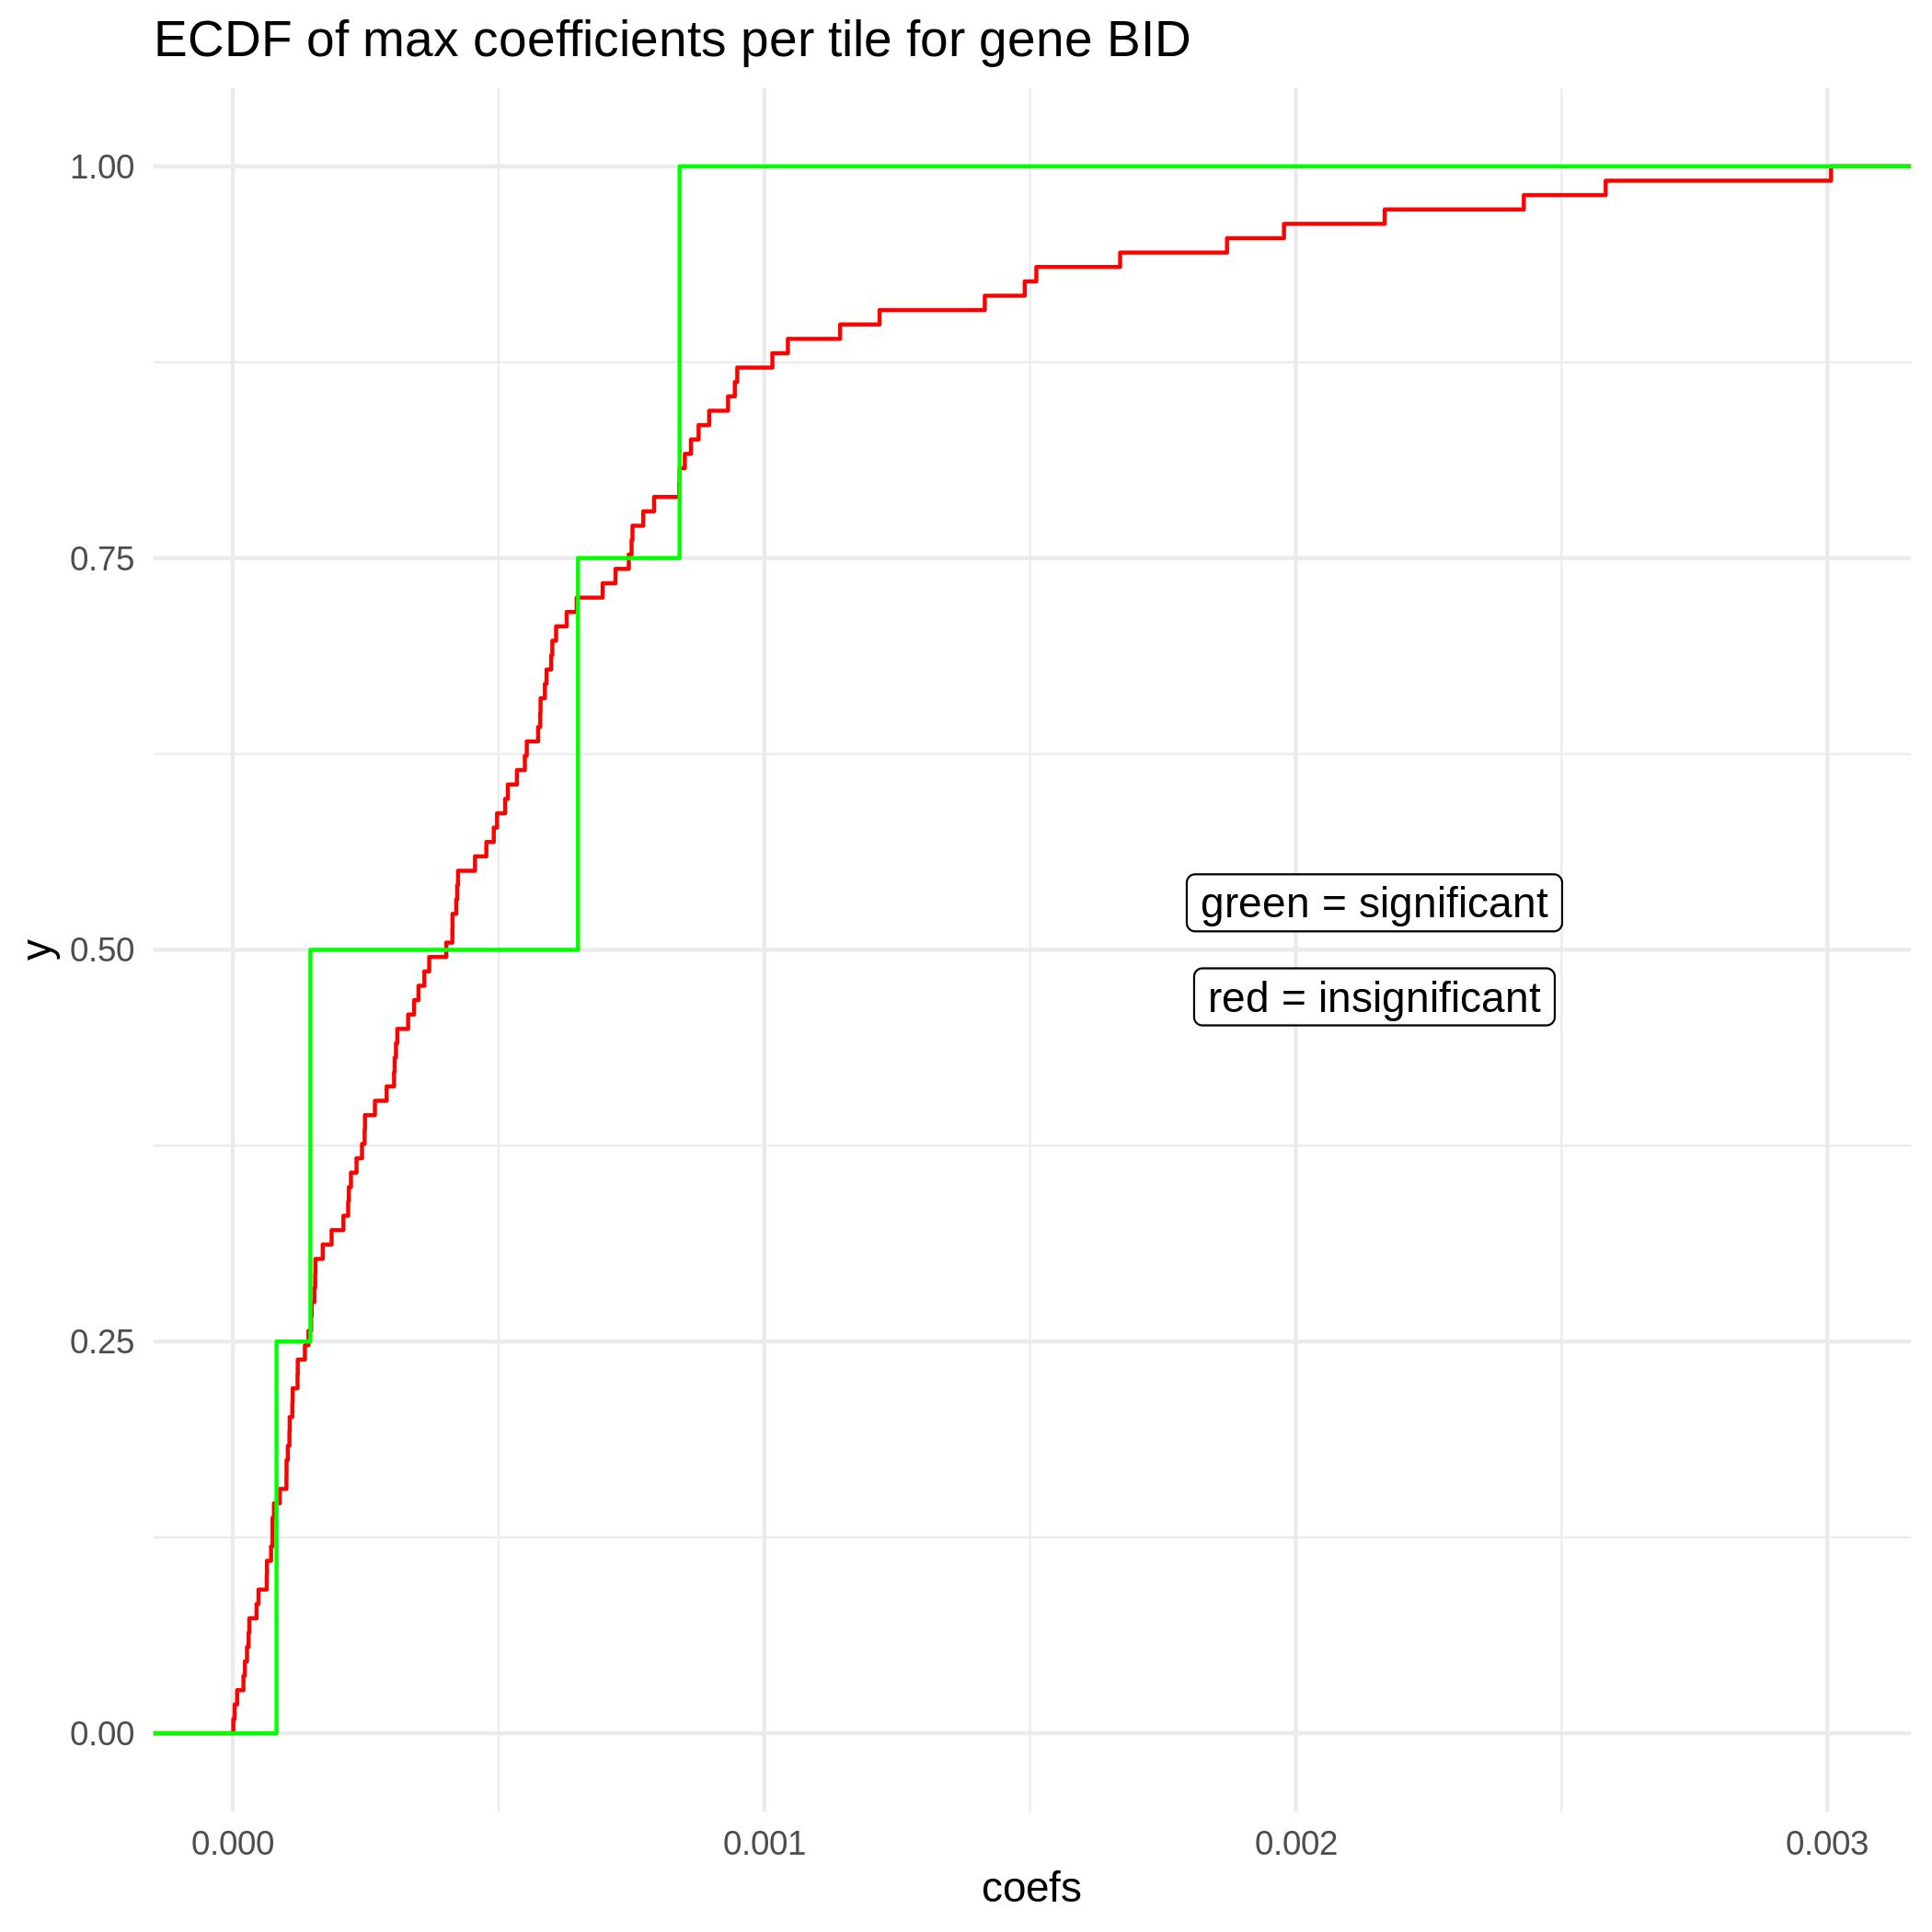 ECDF of max coefficients per tile for gene BID
1.00
0.75
0.50
0.25
0.00
y
green = significant
red = insignificant
0.000 0.001 0.002 0.003
coefs